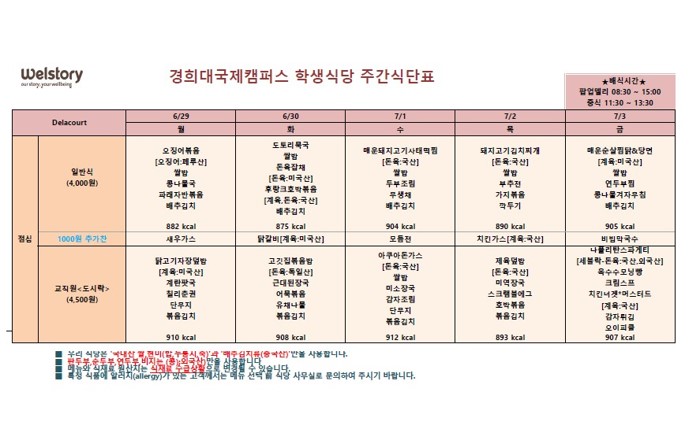 Welstory
our story, your wellbeing
경희대국제캠퍼스 학생식당 주간식단표
★배식시간★
팝업델리 08:30 ~ 15:00
중식 11:30 ~ 13:30
Delacourt 6/29 6/30 7/1 7/2 7/3
월 화 수 목 금
점심
일반식
(4,000원)
오징어볶음
[오징어:페루산]
쌀밥
콩나물국
파래자반볶음
배추김치
882 kcal
도토리묵국
쌀밥
돈육잡채
[돈육:미국산]
후랑크호박볶음
[계육,돈육:국산]
배추김치
875 kcal
매운돼지고기사태떡찜
[돈육:국산]
쌀밥
두부조림
무생채
배추김치
904 kcal
돼지고기김치찌개
[돈육:국산]
쌀밥
부추전
가지볶음
깍두기
890 kcal
매운순살찜닭&당면
[계육:미국산]
쌀밥
연두부찜
콩나물겨자무침
배추김치
905 kcal
1000원 추가찬 새우가스 닭갈비[계육:미국산] 모듬전 치킨가스[계육:국산] 비빔막국수
교직원<도시락>
(4,500원)
닭고기자장덮밥
[계육:미국산]
계란팟국
칠리춘권
단무지
볶음김치
910 kcal
고깃집볶음밥
[돈육:독일산]
근대된장국
어묵볶음
유채나물
볶음김치
908 kcal
아쿠아돈가스
[돈육:국산]
쌀밥
미소장국
감자조림
단무지
볶음김치
912 kcal
제육덮밥
[돈육:국산]
미역장국
스크램블에그
호박볶음
볶음김치
893 kcal
나폴리탄스파게티
[세블락-돈육:국산,외국산]
옥수수모닝빵
크림스프
치킨너겟*머스터드
[계육:국산]
감자튀김
오이피클
907 kcal
■ 우리 식당은 '국내산 쌀,현미(밥,누룽지,죽)'과 '배추김치류(중국산)'만을 사용합니다.
■ 판두부,순두부,연두부,비지는 (콩):외국산)만을 사용합니다
■ 메뉴와 식재료 원산지는 식재료 수급상황으로 변경될 수 있습니다.
■ 특정 식품에 알러지(allergy)가 있는 고객께서는 메뉴 선택 前 식당 사무실로 문의하여 주시기 바랍니다.